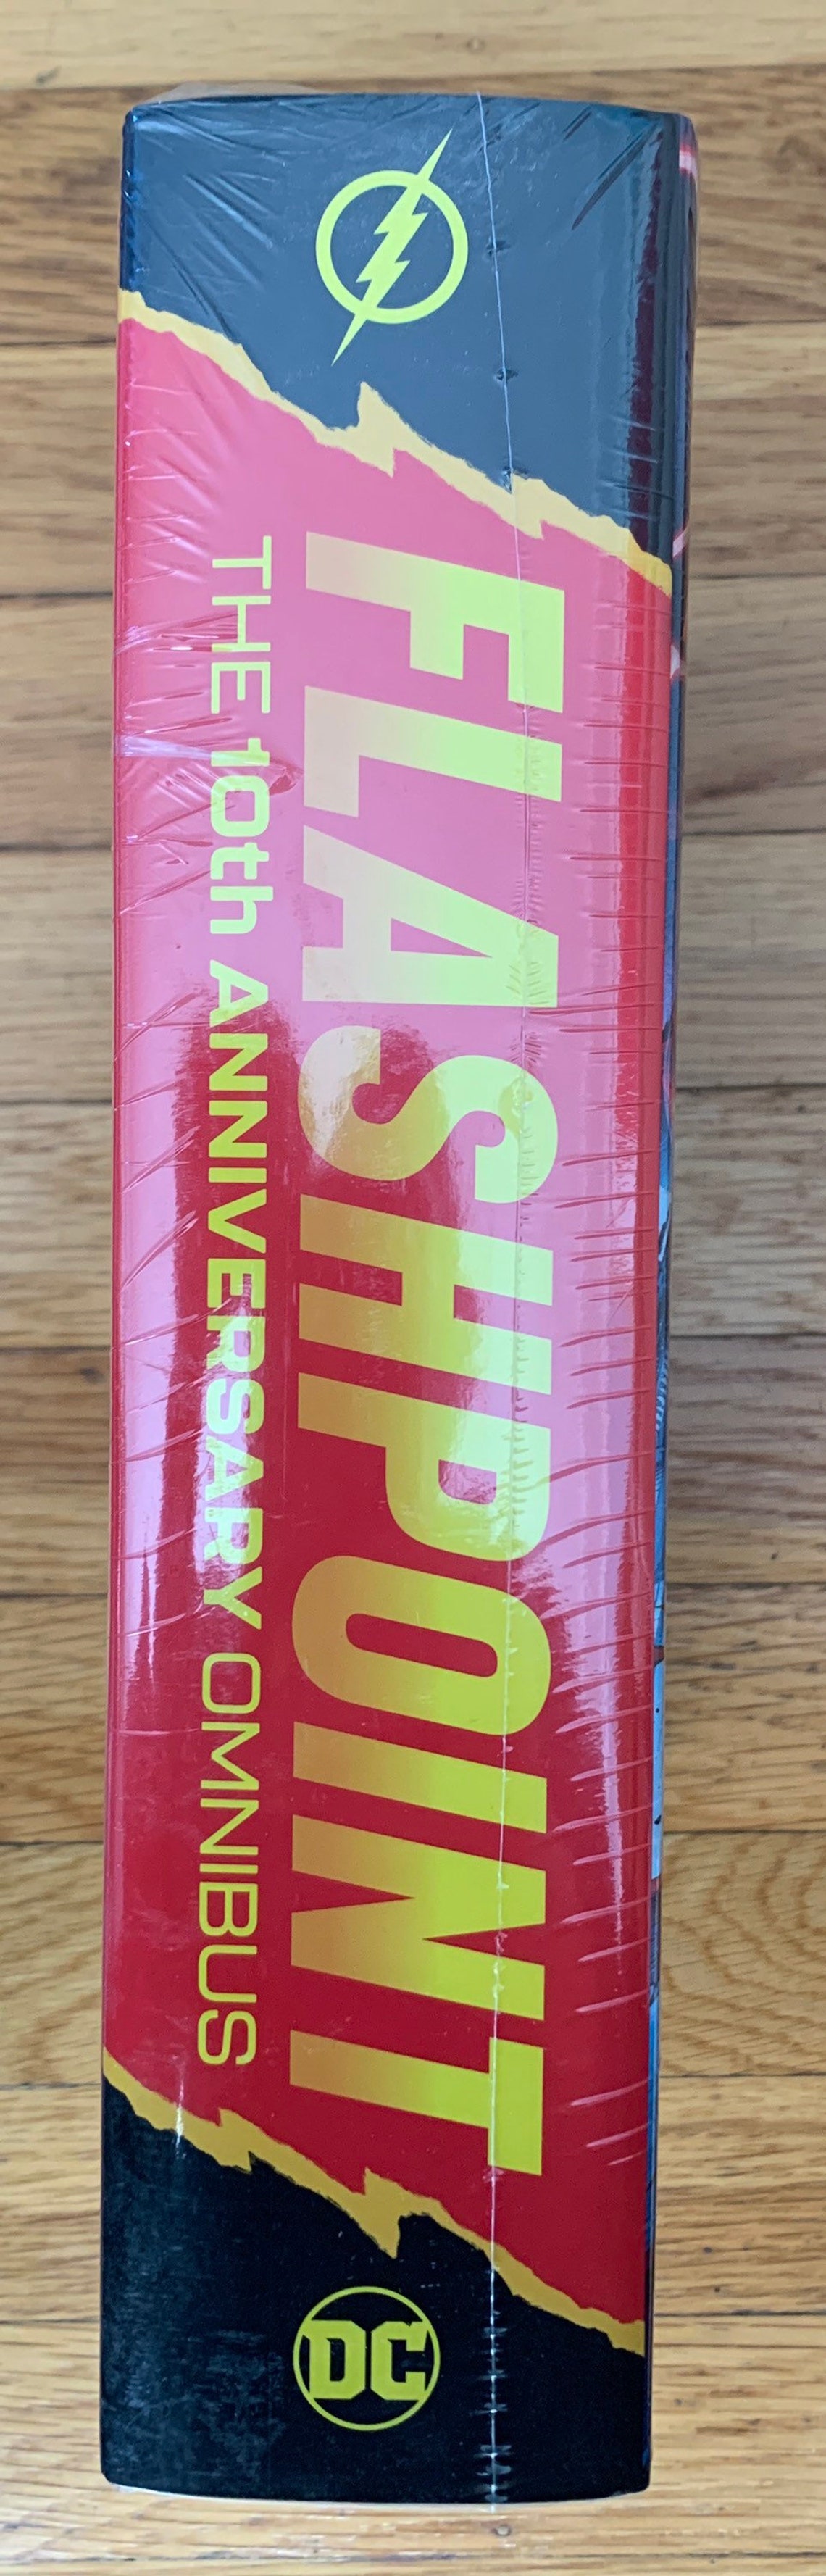 FLASHPOINT
THE 10th ANNIVERSARY OMNIBUS
DC